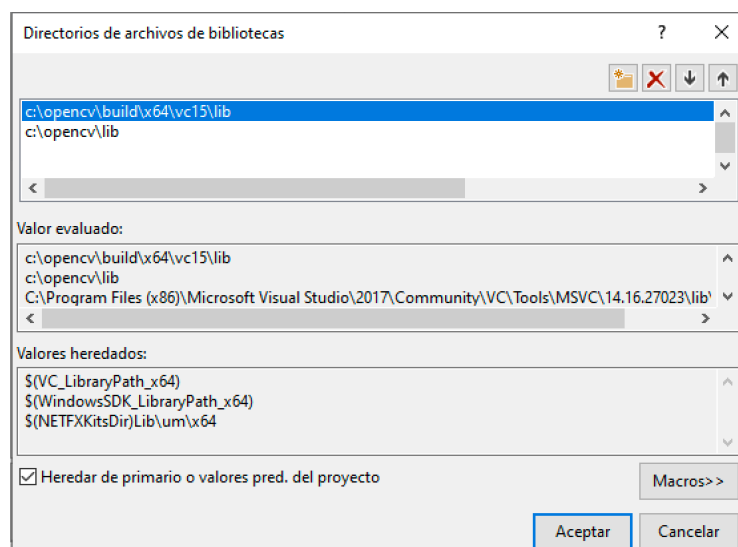 Directorios de archivos de bibliotecas
c:\opencv\build\x64\vc15\lib
c:\opencv\lib
Valor evaluado:
c:\opencv\build\x64\vc15\lib
c:\opencv\lib
C:\Program Files (x86)\Microsoft Visual Studio\2017\Community\VC\Tools\MSVC\14.16.27023\lib\
Valores heredados:
$(VC_LibraryPath_x64)
$(WindowsSDK_LibraryPath_x64)
$(NETFXKitsDir)Lib\um\x64
Heredar de primario o valores pred. del proyecto
Macros>>
Aceptar
Cancelar